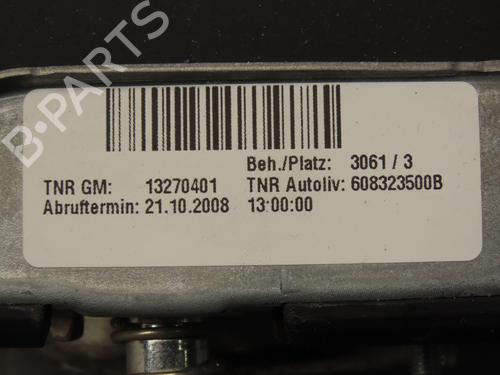 B-PARTS
Beh./Platz: 3061 / 3
TNR GM: 13270401 TNR Autoliv: 608323500B
Abruftermin: 21.10.2008 13:00:00